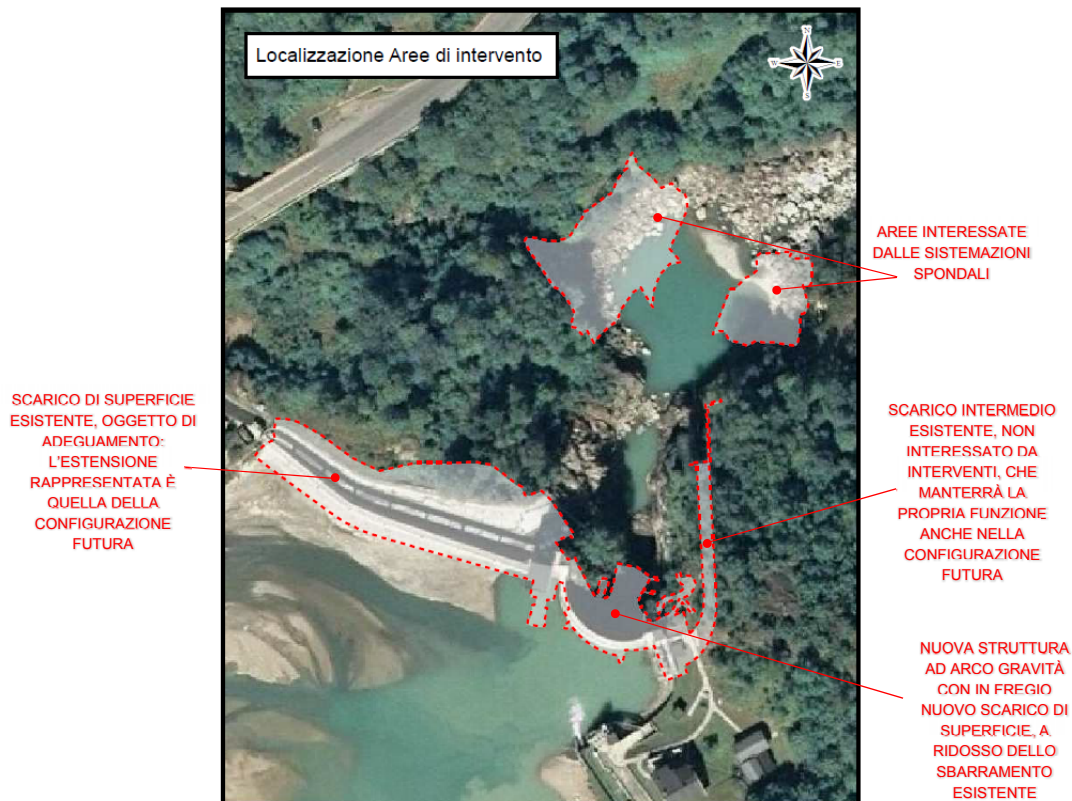 Localizzazione Aree di intervento
N
W
E
S
AREE INTERESSATE
DALLE SISTEMAZIONI
SPONDALI
SCARICO DI SUPERFICIE
ESISTENTE, OGGETTO DI
ADEGUAMENTO:
L'ESTENSIONE
RAPPRESENTATA È
QUELLA DELLA
CONFIGURAZIONE
FUTURA
SCARICO INTERMEDIO
ESISTENTE, NON
INTERESSATO DA
INTERVENTI, CHE
MANTERRÀ LA
PROPRIA FUNZIONE
ANCHE NELLA
CONFIGURAZIONE
FUTURA
NUOVA STRUTTURA
AD ARCO GRAVITÀ
CON IN FREGIO
NUOVO SCARICO DI
SUPERFICIE, A
RIDOSSO DELLO
SBARRAMENTO
ESISTENTE